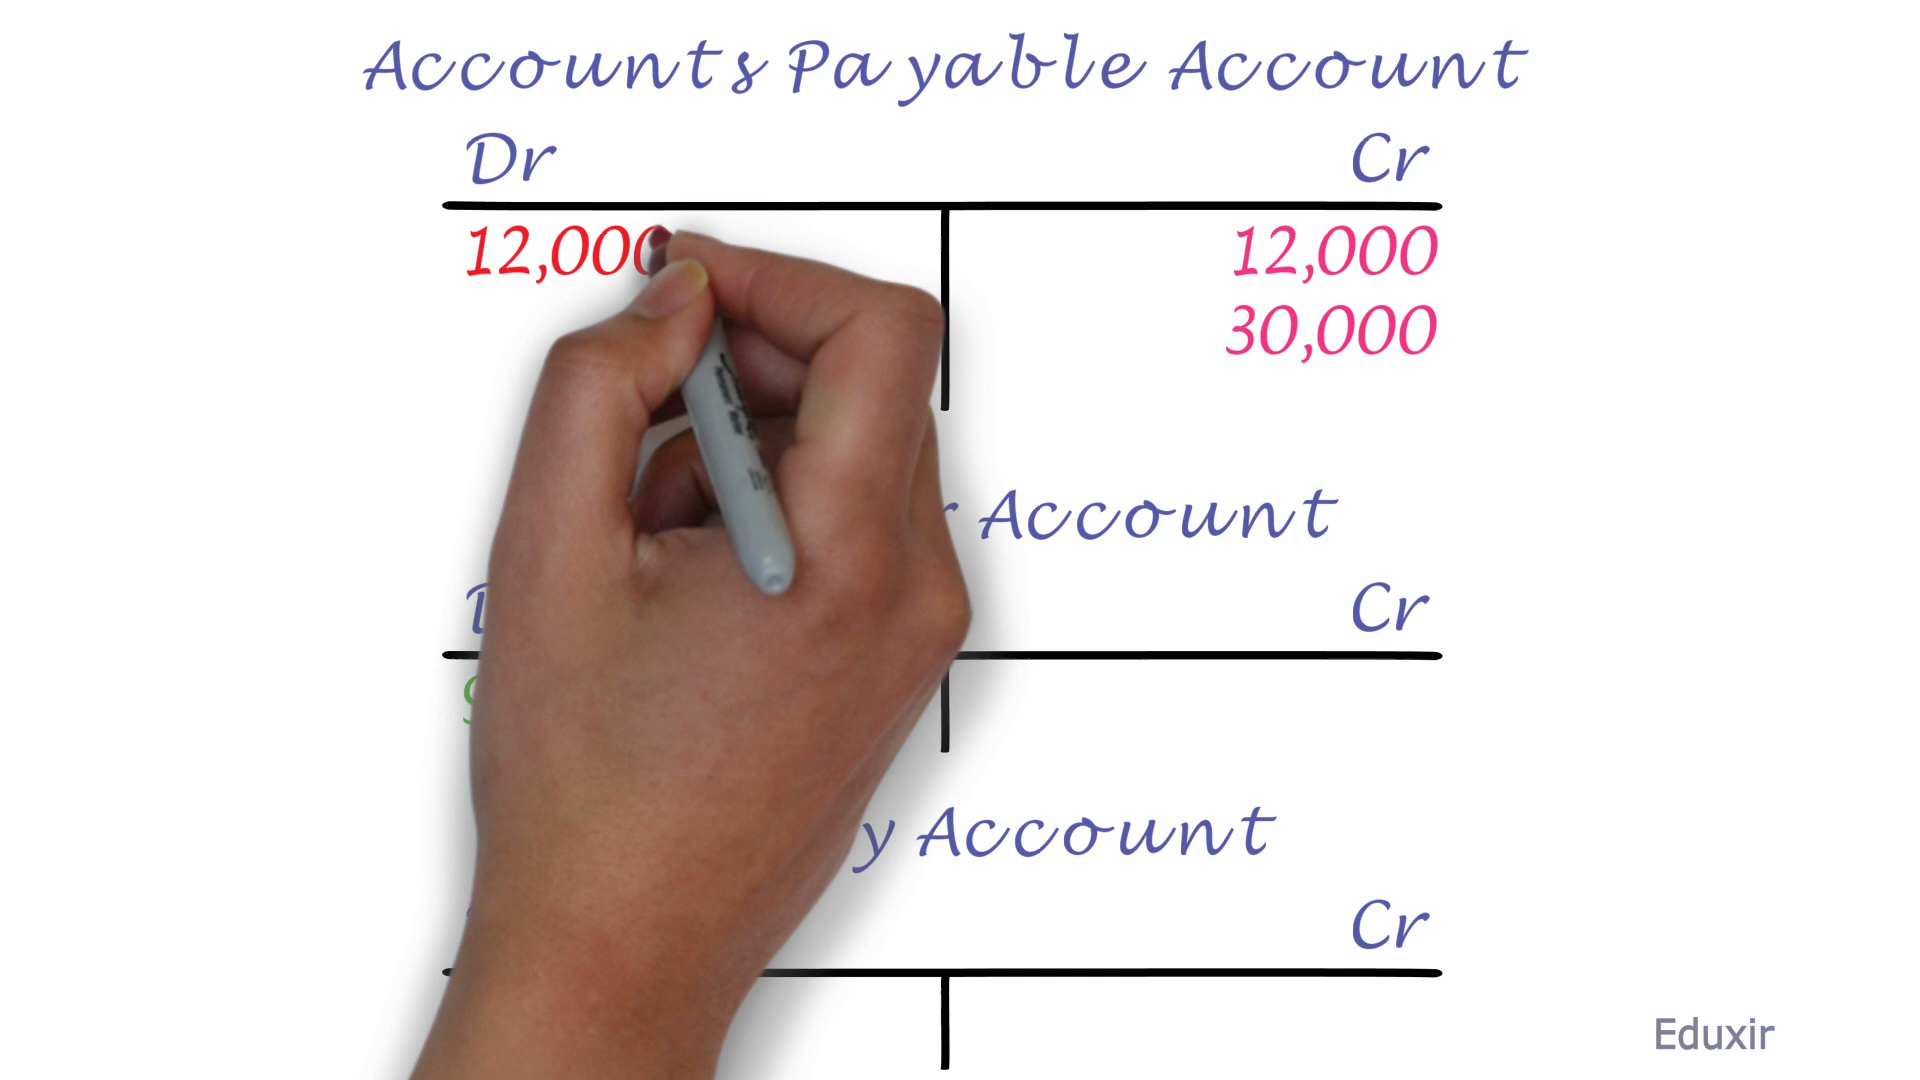 Accounts Payable Account
Dr Cr
12,000 12,000
30,000
Account
Cr
Account
Cr
Eduxir